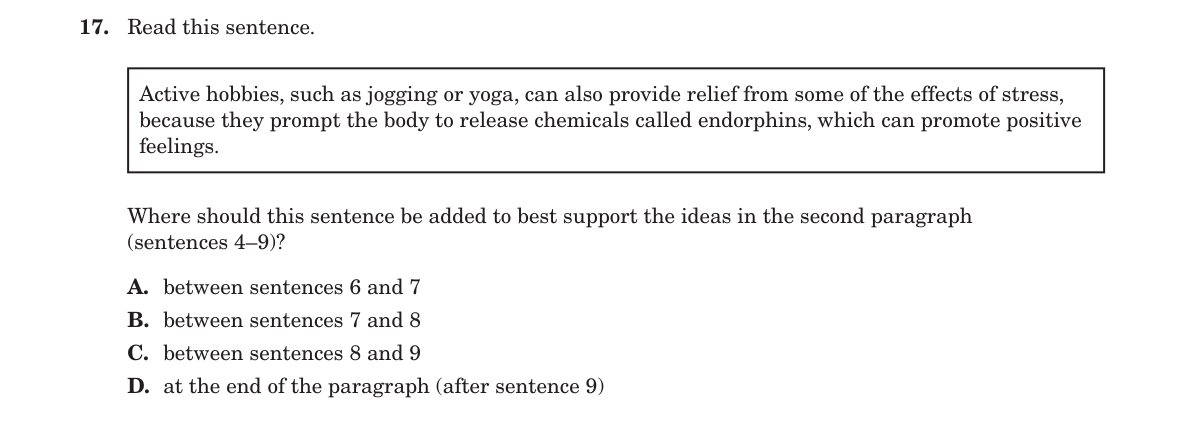 17. Read this sentence.
Active hobbies, such as jogging or yoga, can also provide relief from some of the effects of stress,
because they prompt the body to release chemicals called endorphins, which can promote positive
feelings.
Where should this sentence be added to best support the ideas in the second paragraph
(sentences 4–9)?
A. between sentences 6 and 7
B. between sentences 7 and 8
C. between sentences 8 and 9
D. at the end of the paragraph (after sentence 9)